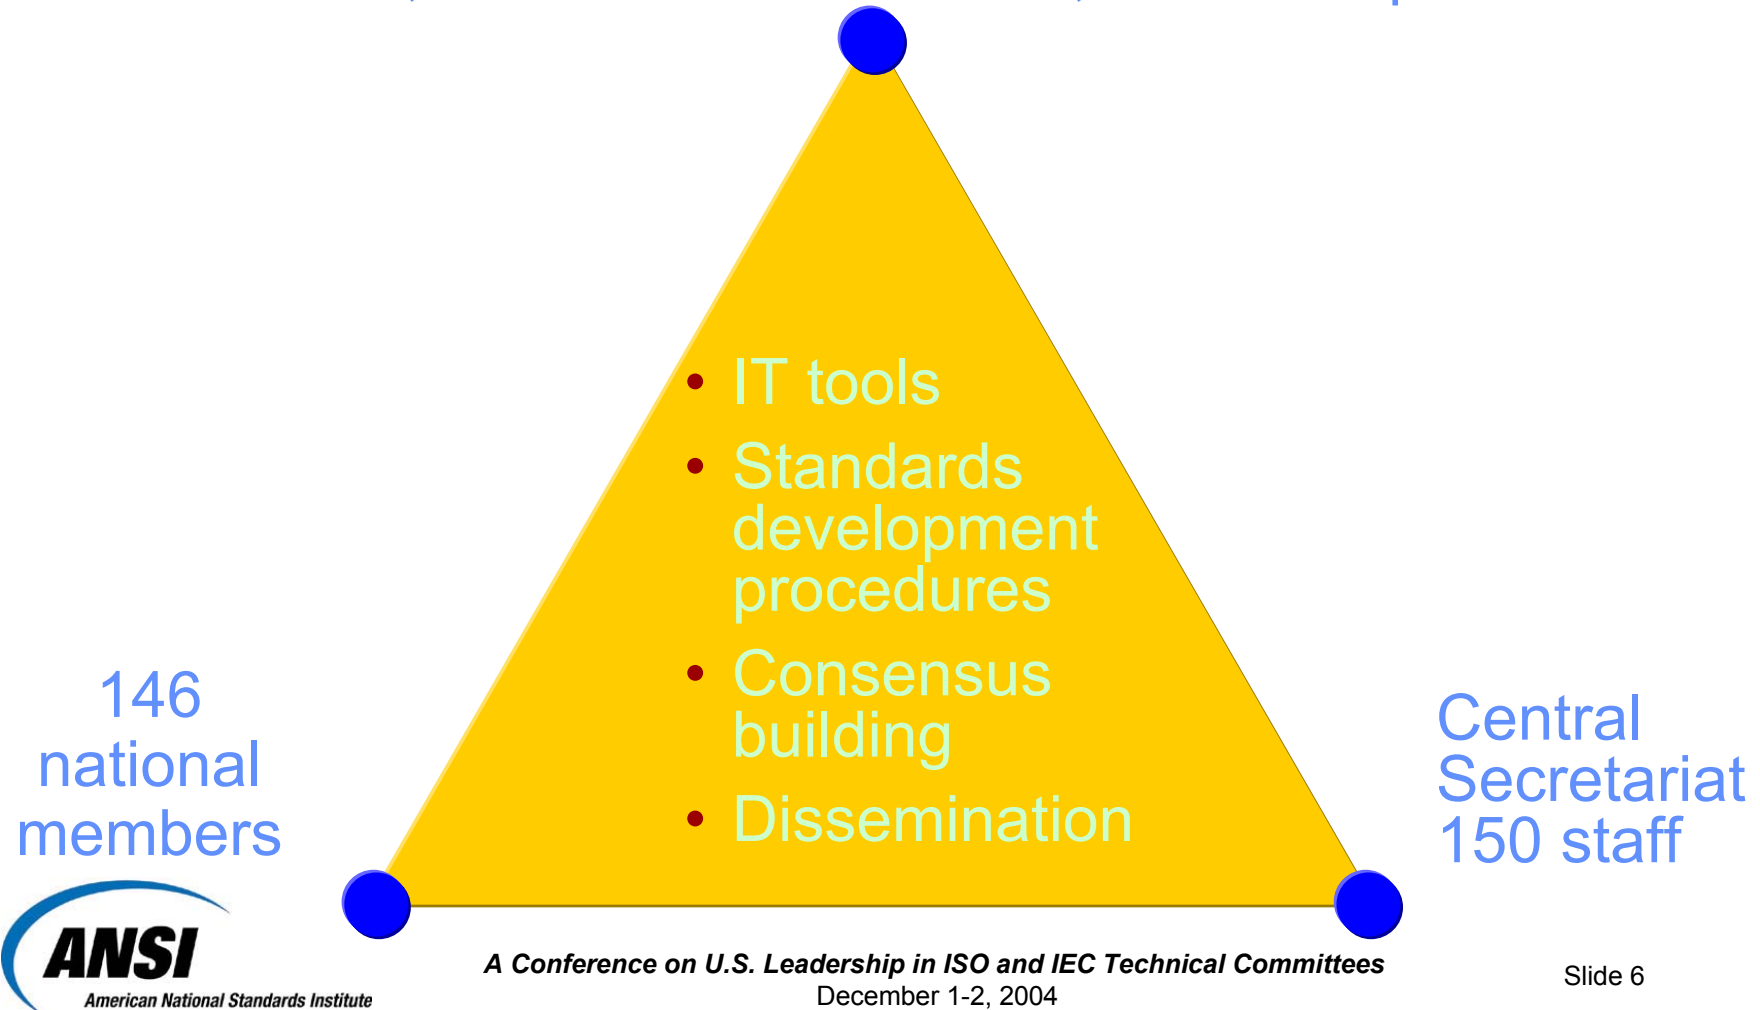 • IT tools
• Standards
development
procedures
• Consensus
building
• Dissemination
146
national
members
Central
Secretariat
150 staff
ANSI
American National Standards Institute
A Conference on U.S. Leadership in ISO and IEC Technical Committees
December 1-2, 2004
Slide 6